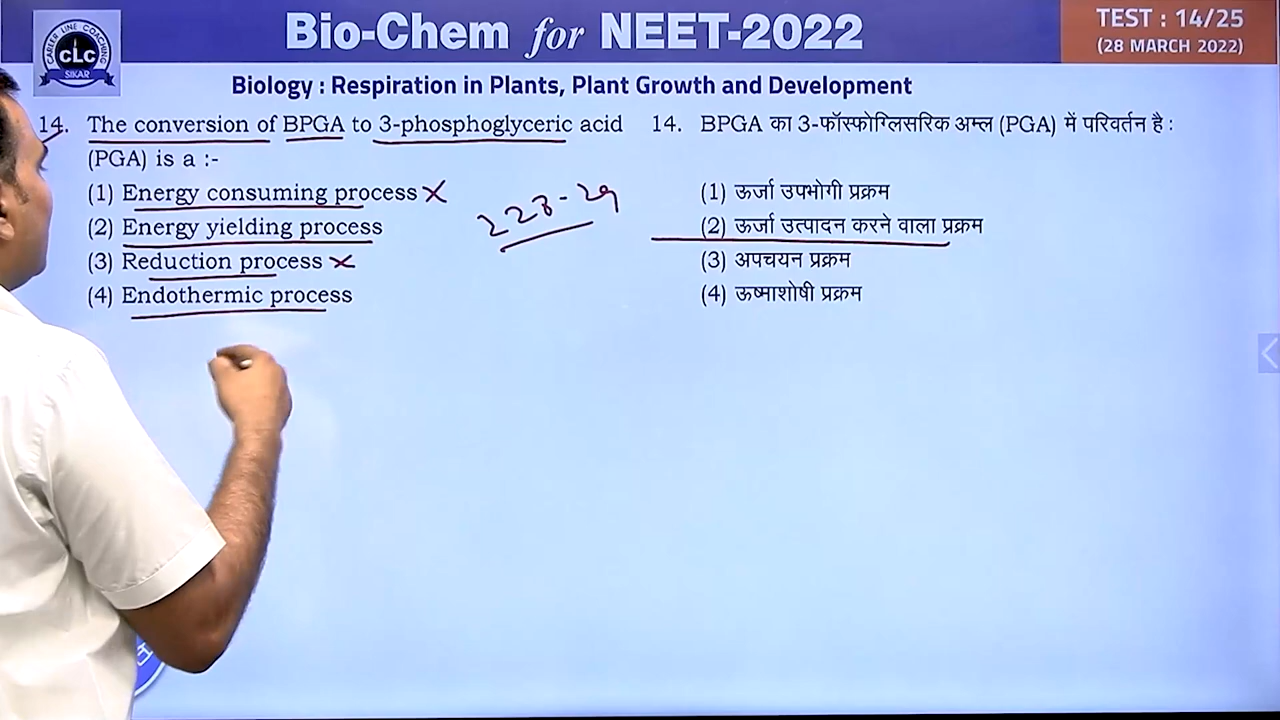 Bio-Chem for NEET-2022
TEST : 14/25
(28 MARCH 2022)
CAREER LINE COACHING
CLC
SIKAR
Biology : Respiration in Plants, Plant Growth and Development
14. The conversion of BPGA to 3-phosphoglyceric acid
(PGA) is a :-
(1) Energy consuming process
(2) Energy yielding process
(3) Reduction process
(4) Endothermic process
228-29
14. BPGA का 3-फॉस्फोग्लिसरिक अम्ल (PGA) में परिवर्तन है :
(1) ऊर्जा उपभोगी प्रक्रम
(2) ऊर्जा उत्पादन करने वाला प्रक्रम
(3) अपचयन प्रक्रम
(4) ऊष्माशोषी प्रक्रम